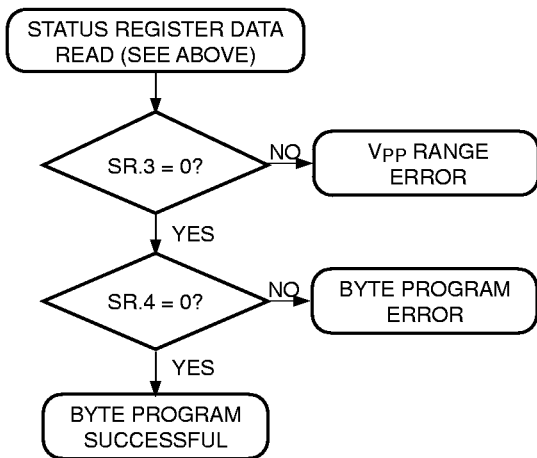 STATUS REGISTER DATA
READ (SEE ABOVE)
SR.3 = 0?
NO
VPP RANGE
ERROR
YES
SR.4 = 0?
NO
BYTE PROGRAM
ERROR
YES
BYTE PROGRAM
SUCCESSFUL